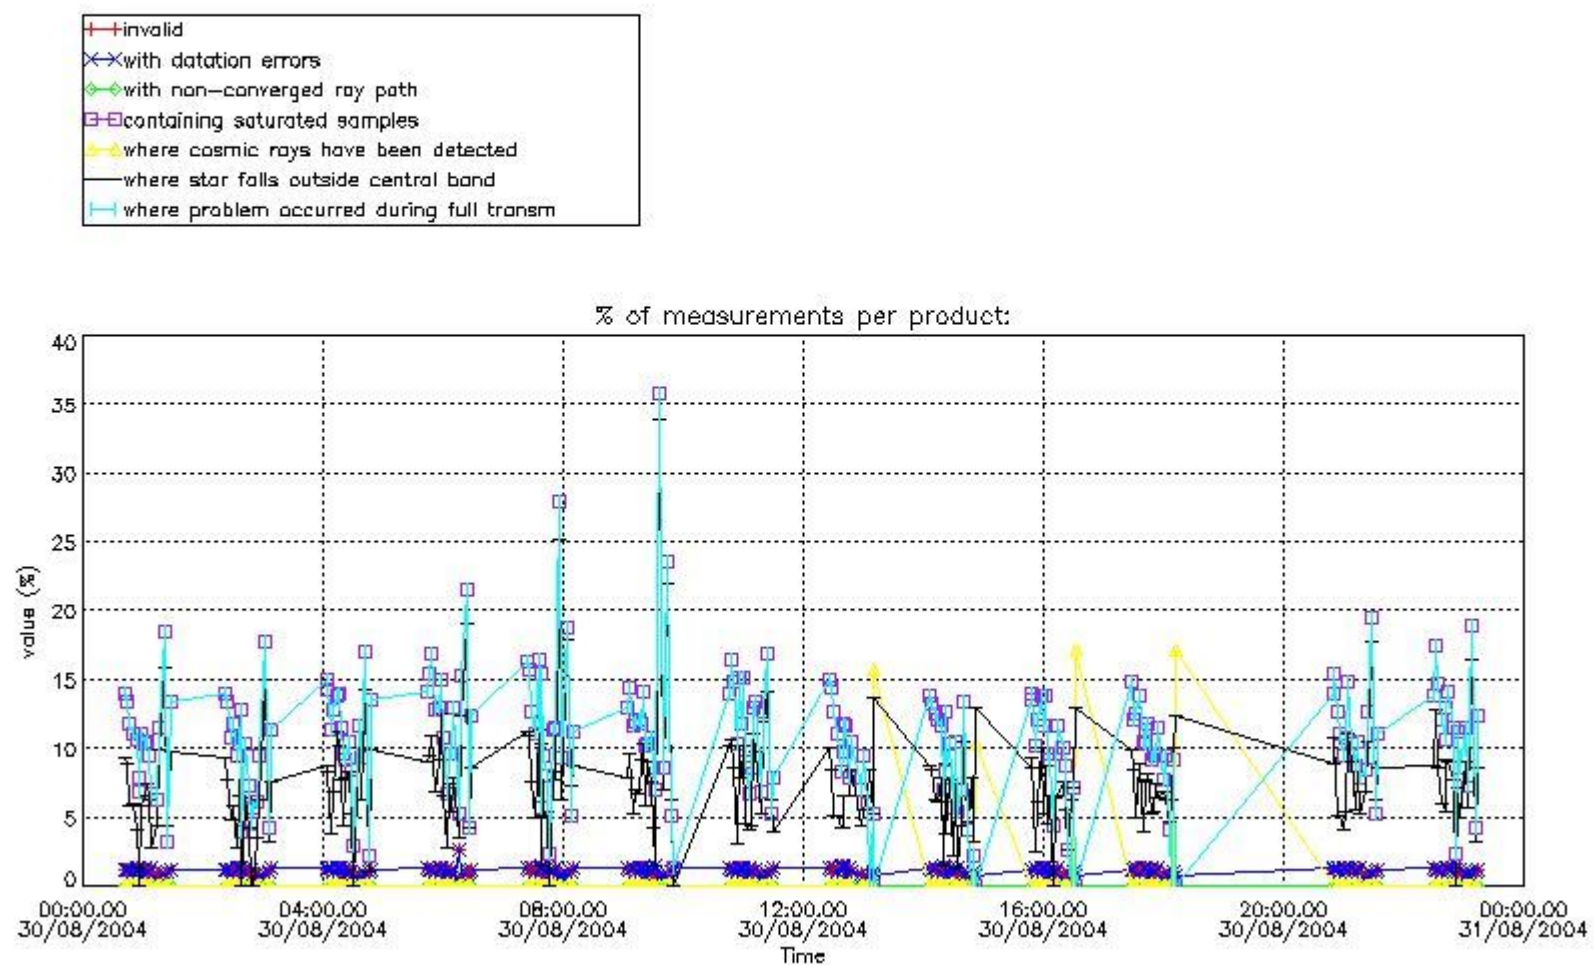 invalid
with datation errors
with non-converged ray path
containing saturated samples
where cosmic rays have been detected
where star falls outside central band
where problem occurred during full transm
% of measurements per product:
40
35
30
25
20
15
10
5
0
value (%)
00:00.00 04:00.00 08:00.00 12:00.00 16:00.00 20:00.00 00:00.00
30/08/2004 30/08/2004 30/08/2004 30/08/2004 30/08/2004 30/08/2004 31/08/2004
Time